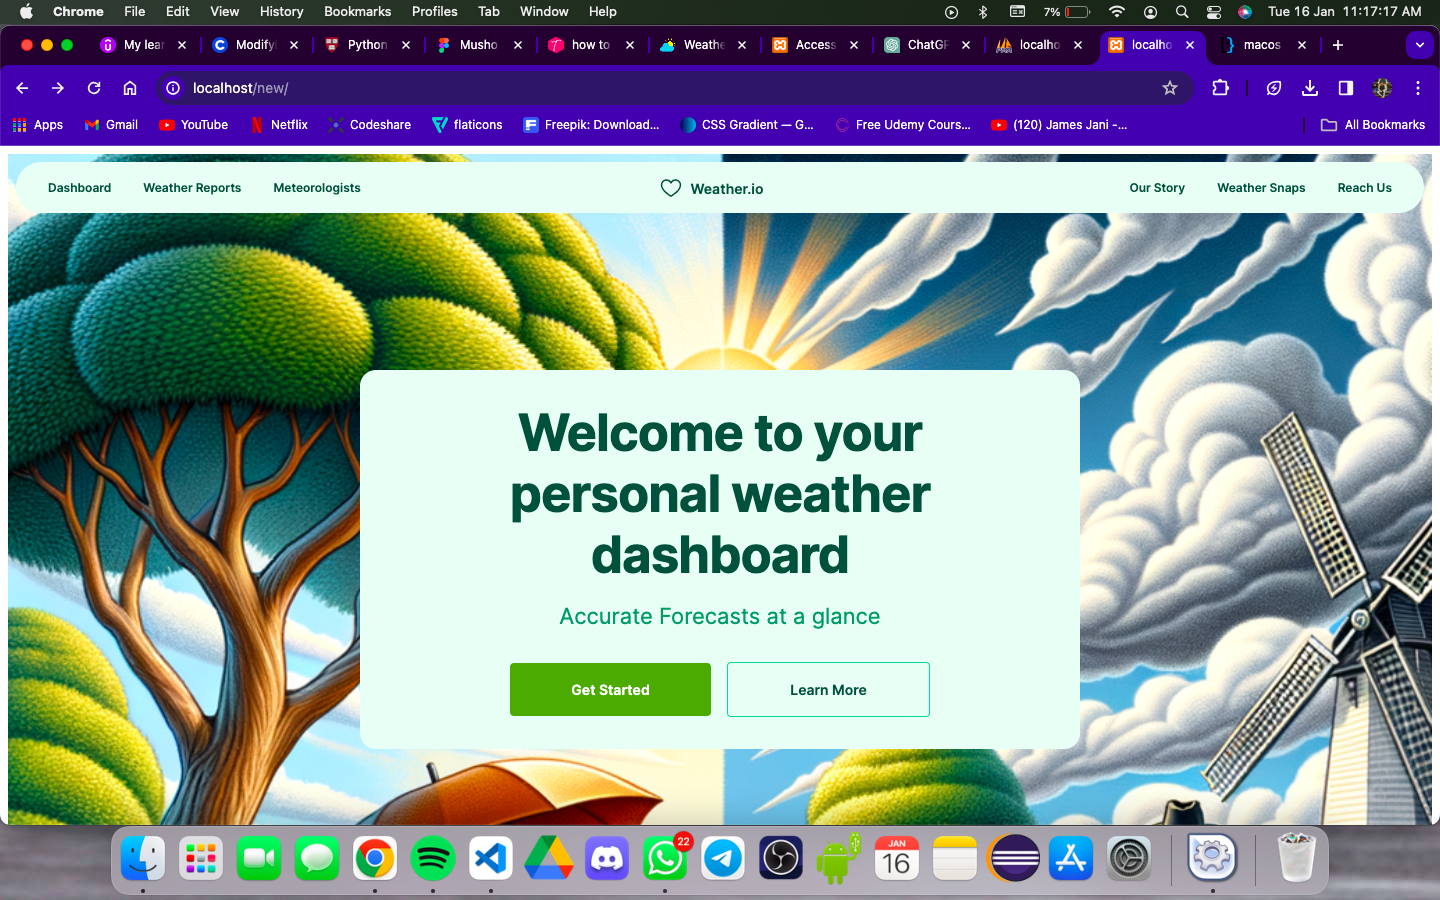 Chrome File Edit View History Bookmarks Profiles Tab Window Help 7% Tue 16 Jan 11:17:17 AM
My lear Modifyi Python Musho how to Weathe Access ChatGP localho localho macos
localhost/new/
Apps Gmail YouTube Netflix Codeshare flaticons Freepik: Download... CSS Gradient — G... Free Udemy Cours... (120) James Jani -... All Bookmarks
Dashboard Weather Reports Meteorologists Weather.io Our Story Weather Snaps Reach Us
Welcome to your
personal weather
dashboard
Accurate Forecasts at a glance
Get Started Learn More
22
JAN
16